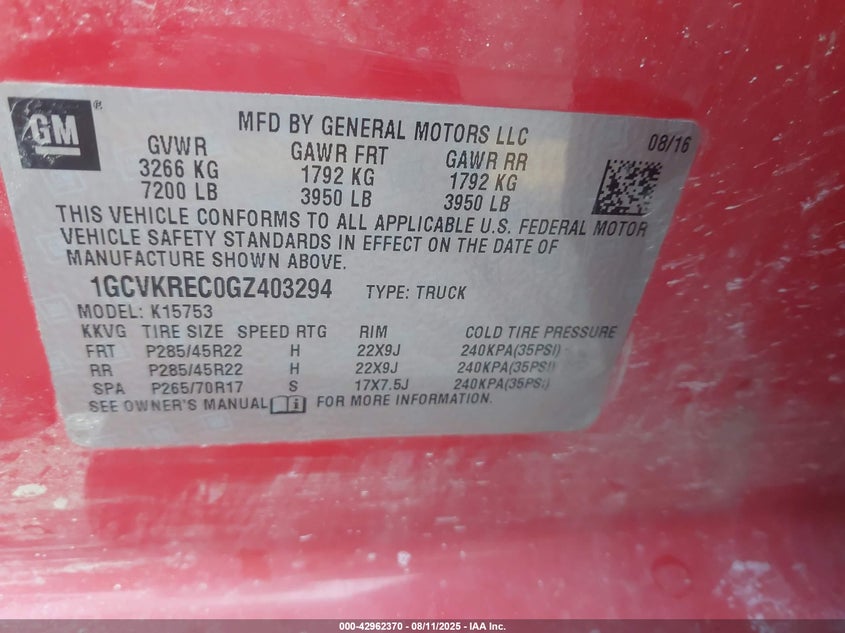 GM®
MFD BY GENERAL MOTORS LLC
08/16
GVWR GAWR FRT GAWR RR
3266 KG 1792 KG 1792 KG
7200 LB 3950 LB 3950 LB
THIS VEHICLE CONFORMS TO ALL APPLICABLE U.S. FEDERAL MOTOR
VEHICLE SAFETY STANDARDS IN EFFECT ON THE DATE OF
MANUFACTURE SHOWN ABOVE.
1GCVKREC0GZ403294 TYPE: TRUCK
MODEL: K15753
KKVG TIRE SIZE SPEED RTG RIM COLD TIRE PRESSURE
FRT P285/45R22 H 22X9J 240KPA(35PSI)
RR P285/45R22 H 22X9J 240KPA(35PSI)
SPA P265/70R17 S 17X7.5J 240KPA(35PSI)
SEE OWNER'S MANUAL i FOR MORE INFORMATION.
000-42962370 - 08/11/2025 - IAA Inc.